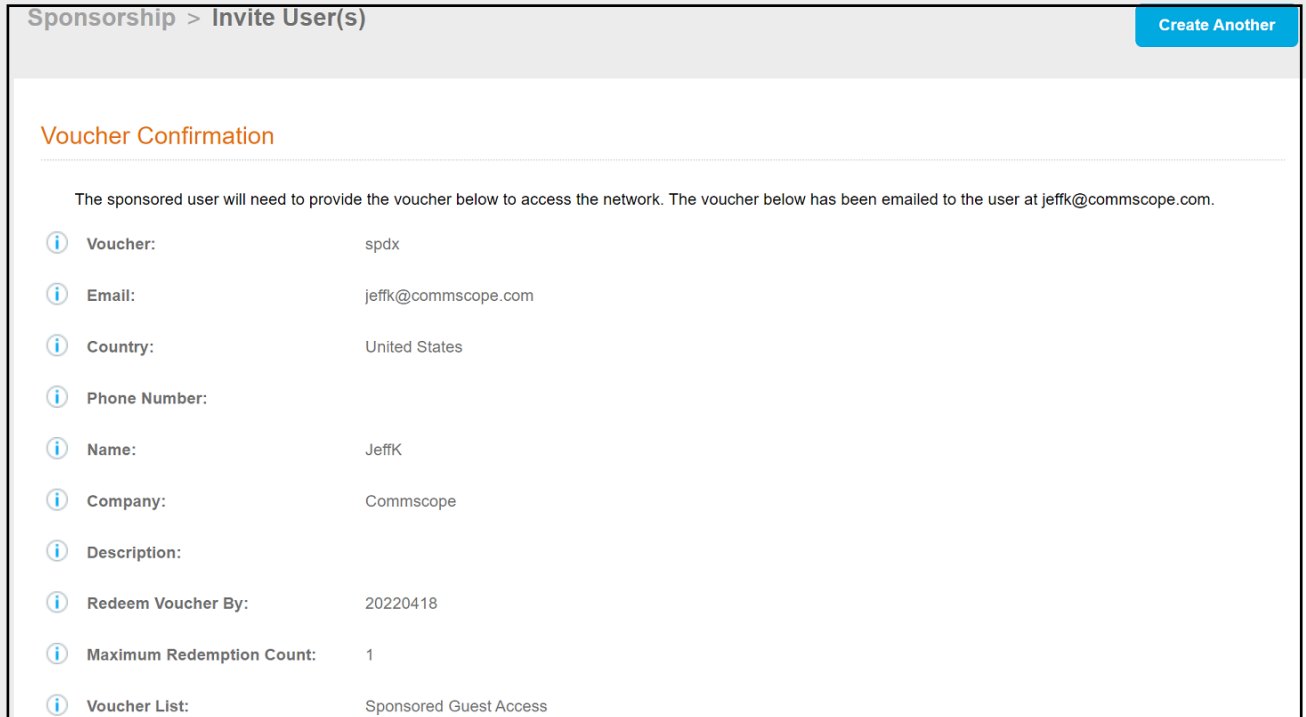 Sponsorship > Invite User(s)
Create Another
Voucher Confirmation
The sponsored user will need to provide the voucher below to access the network. The voucher below has been emailed to the user at jeffk@commscope.com.
Voucher: spdx
Email: jeffk@commscope.com
Country: United States
Phone Number:
Name: JeffK
Company: Commscope
Description:
Redeem Voucher By: 20220418
Maximum Redemption Count: 1
Voucher List: Sponsored Guest Access